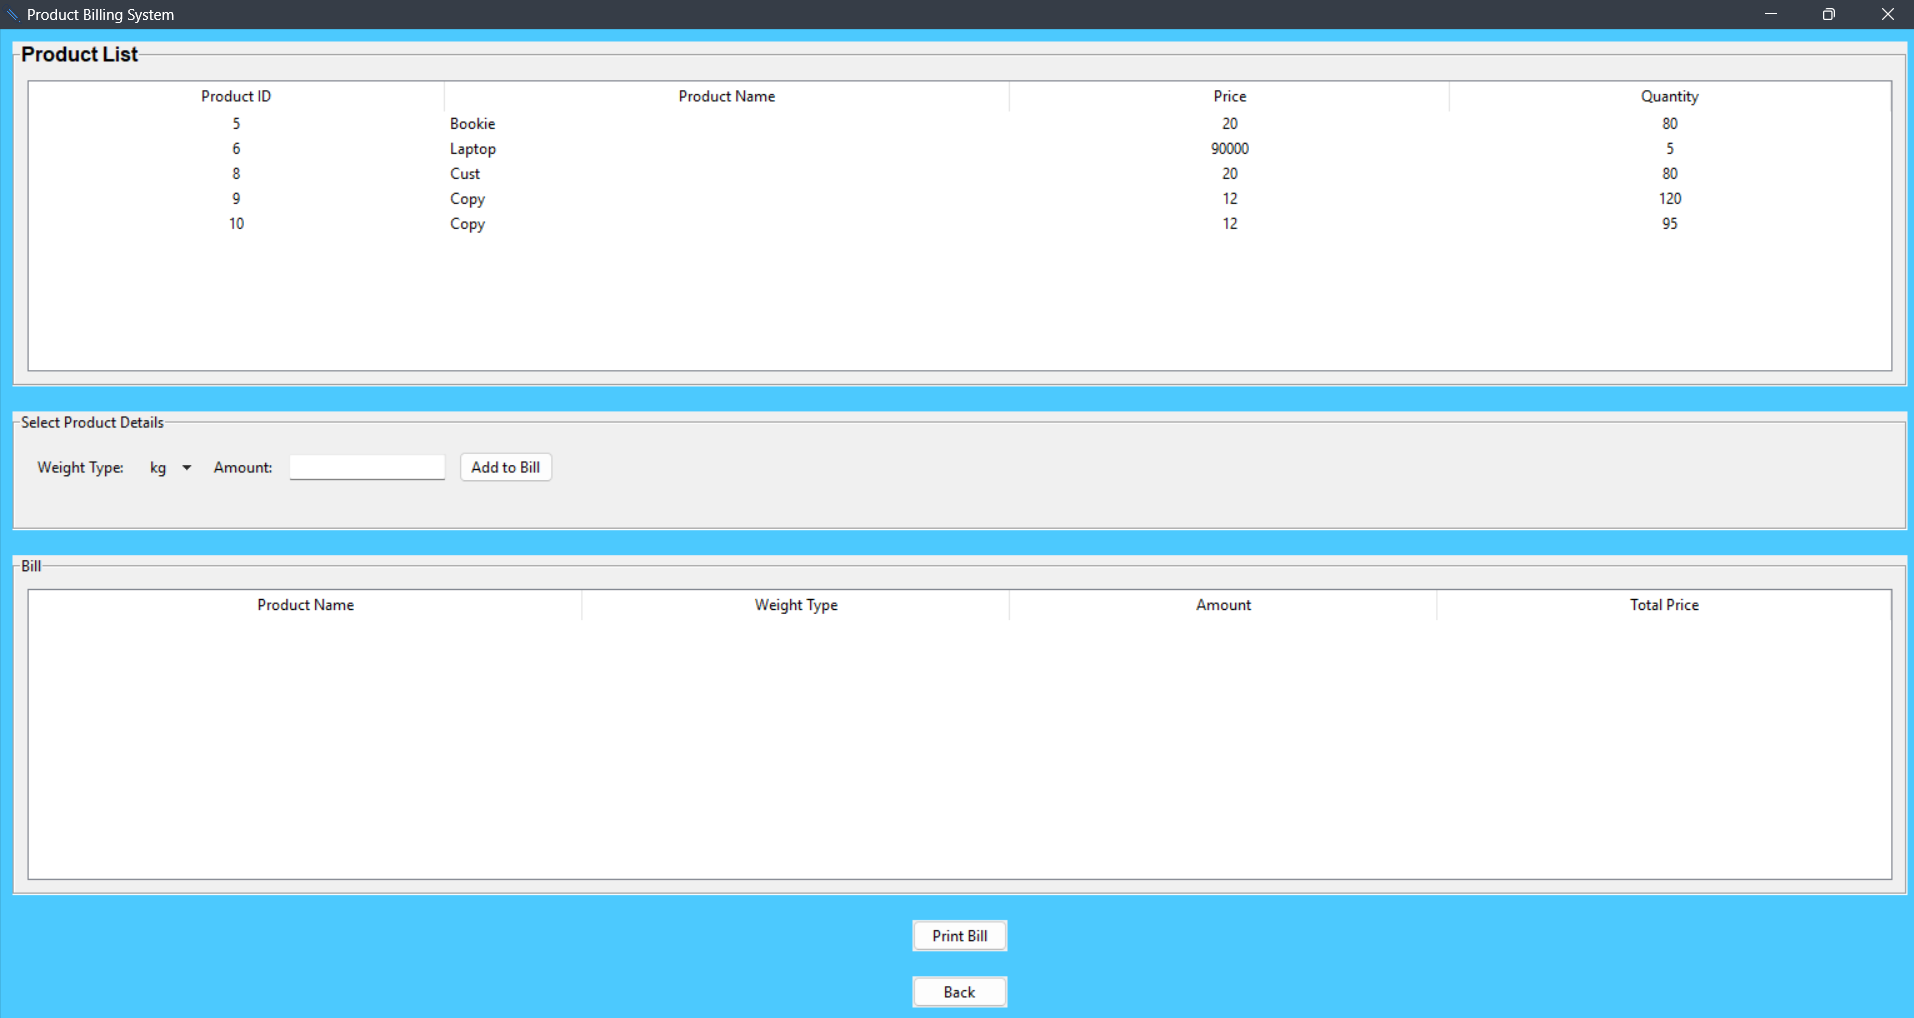 Product Billing System
Product List
Product ID Product Name Price Quantity
5 Bookie 20 80
6 Laptop 90000 5
8 Cust 20 80
9 Copy 12 120
10 Copy 12 95
Select Product Details
Weight Type: kg Amount: Add to Bill
Bill
Product Name Weight Type Amount Total Price
Print Bill
Back